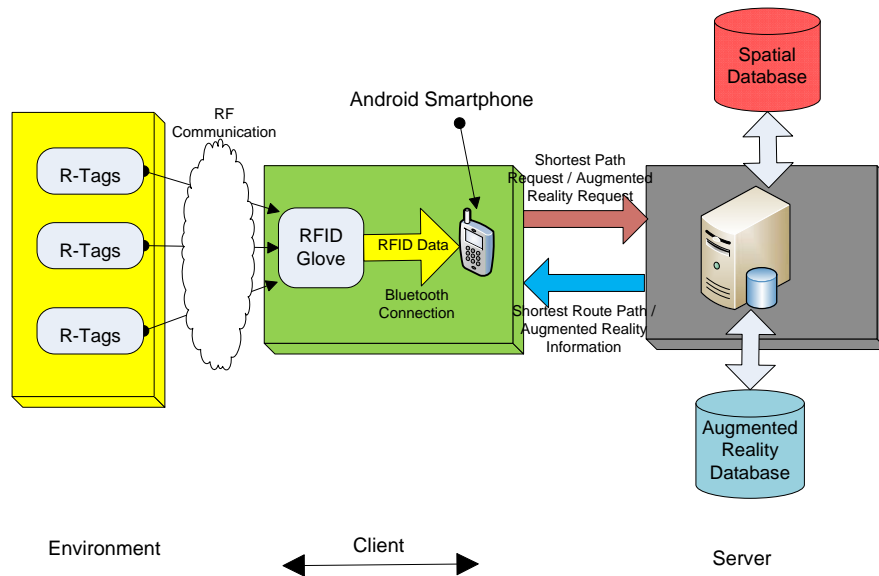 Spatial
Database
RF
Communication
Android Smartphone
R-Tags
R-Tags
R-Tags
RFID
Glove
RFID Data
Bluetooth
Connection
Shortest Path
Request / Augmented
Reality Request
Shortest Route Path /
Augmented Reality
Information
Augmented
Reality
Database
Environment
Client
Server